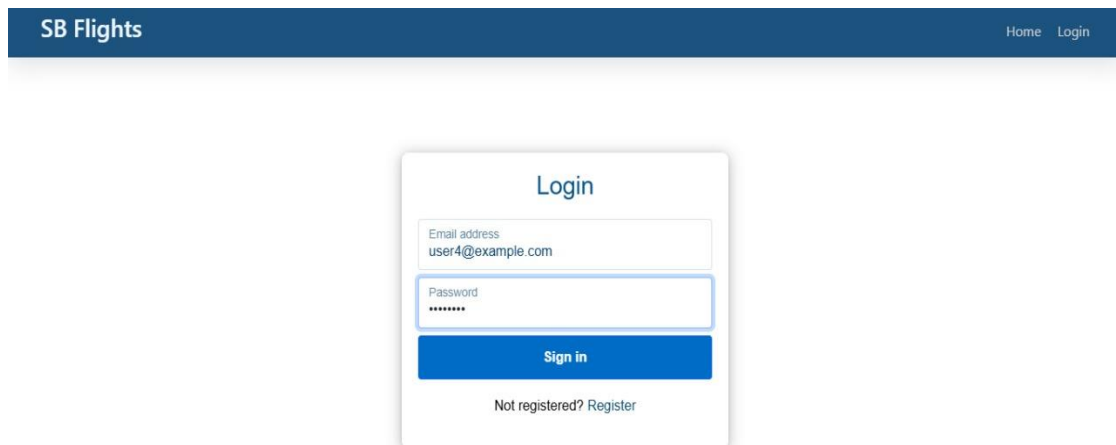 SB Flights
Home Login
Login
Email address
user4@example.com
Password
••••••••
Sign in
Not registered? Register